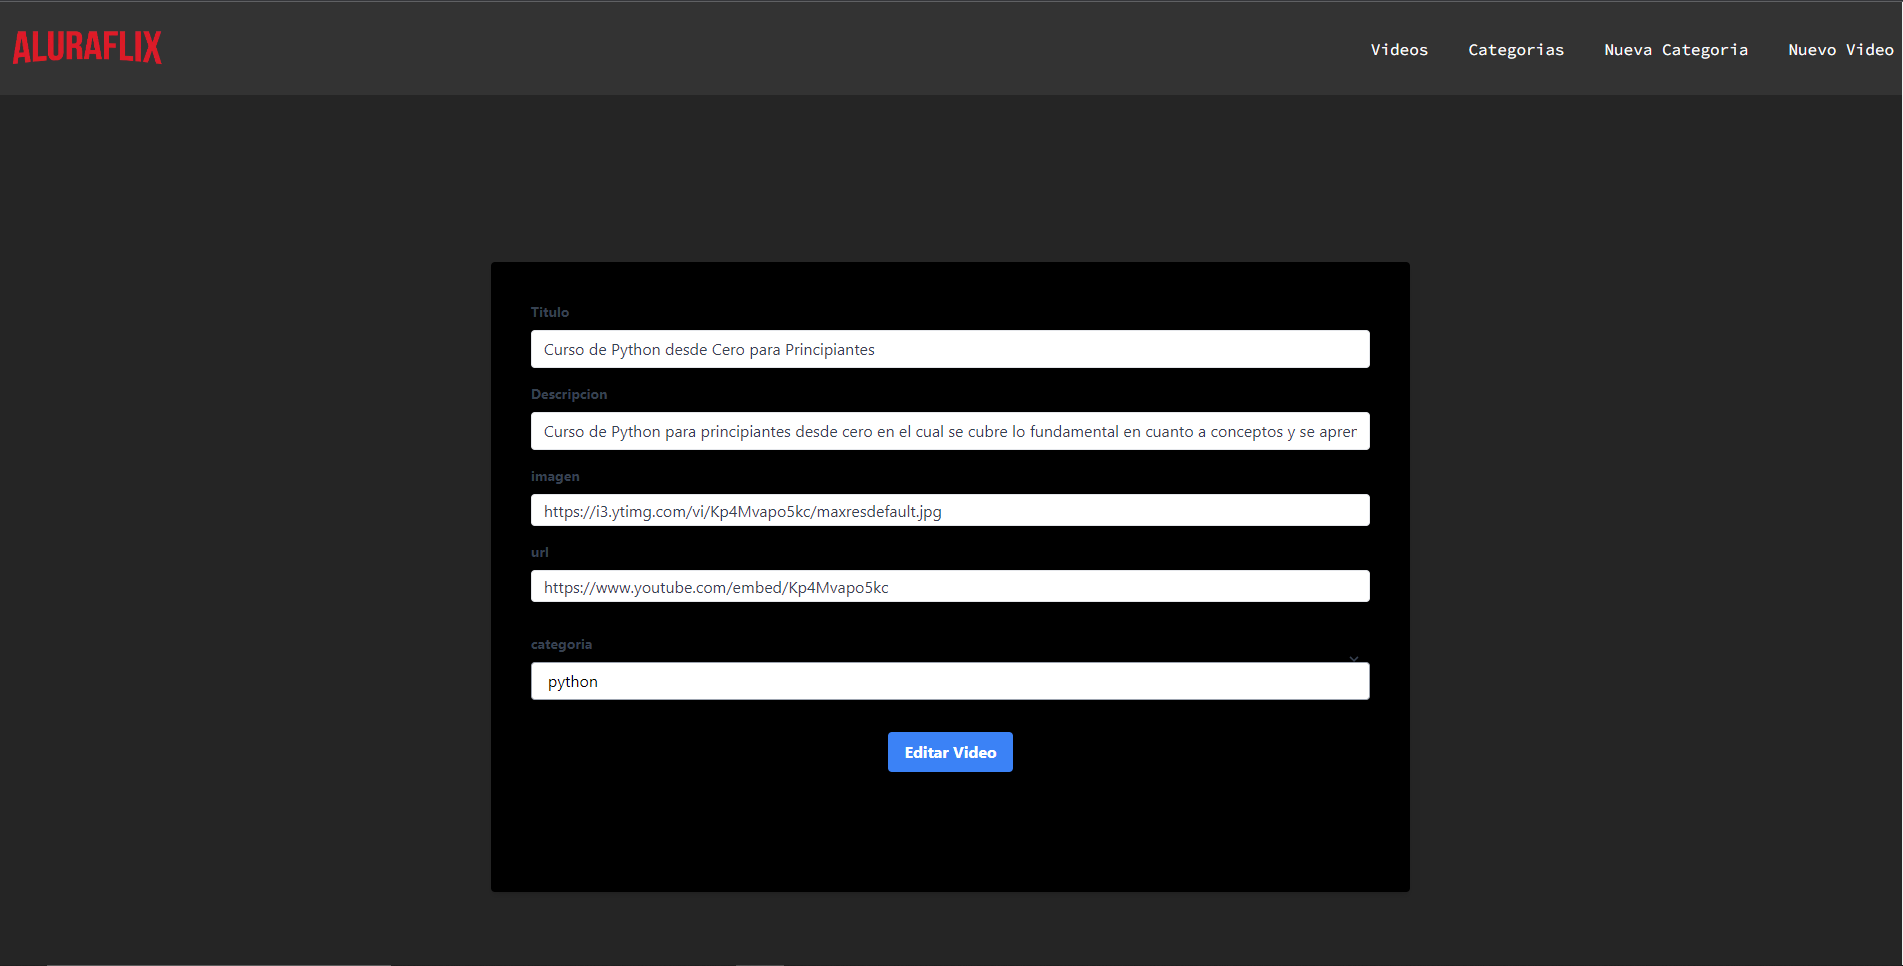 ALURAFLIX
Videos Categorias Nueva Categoria Nuevo Video
Titulo
Curso de Python desde Cero para Principiantes
Descripcion
Curso de Python para principiantes desde cero en el cual se cubre lo fundamental en cuanto a conceptos y se aprer
imagen
https://i3.ytimg.com/vi/Kp4Mvapo5kc/maxresdefault.jpg
url
https://www.youtube.com/embed/Kp4Mvapo5kc
categoria
python
Editar Video